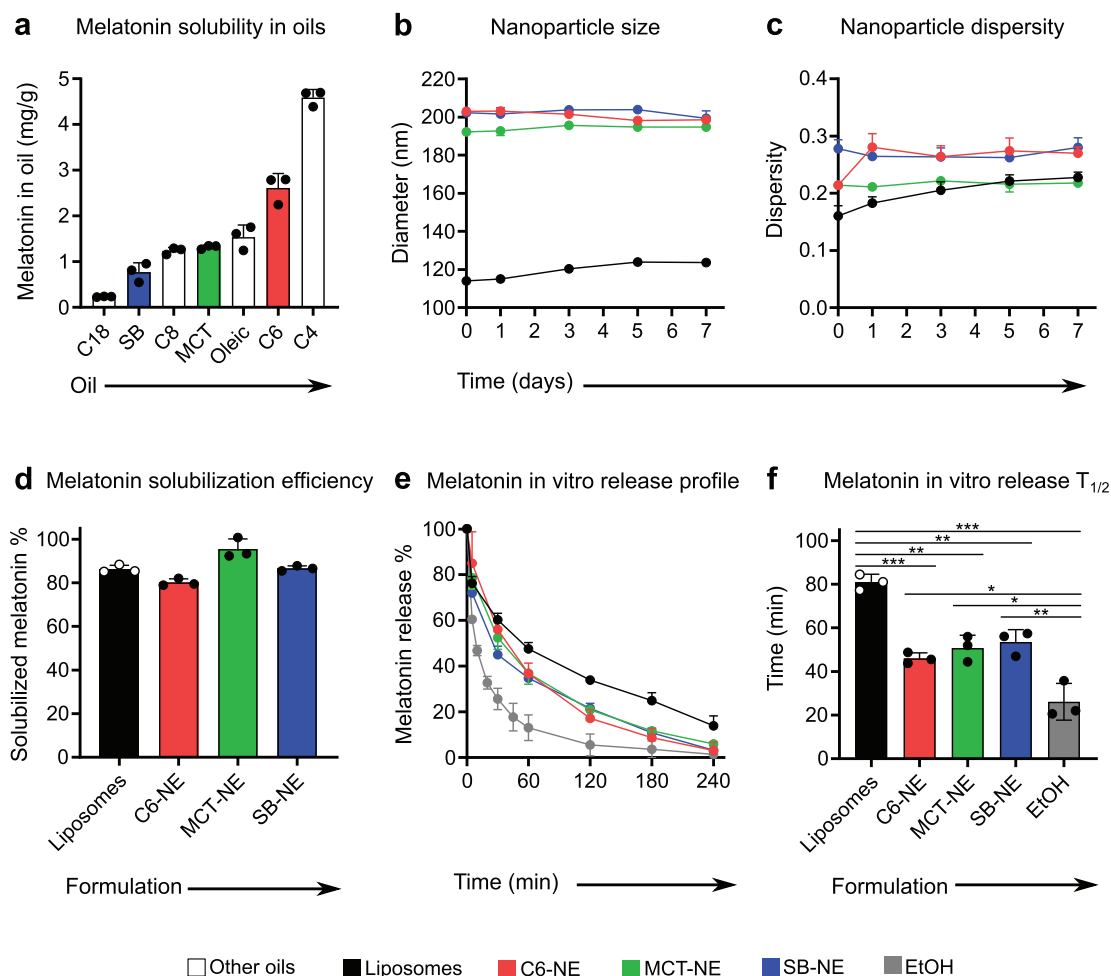 a Melatonin solubility in oils
Melatonin in oil (mg/g)
5
4
3
2
1
0
C18 SB C8 MCT Oleic C6 C4
Oil
b Nanoparticle size
Diameter (nm)
220
200
180
160
140
120
100
0 1 2 3 4 5 6 7
c Nanoparticle dispersity
Dispersity
0.4
0.3
0.2
0.1
0.0
0 1 2 3 4 5 6 7
Time (days)
d Melatonin solubilization efficiency
Solubilized melatonin %
100
80
60
40
20
0
Liposomes C6-NE MCT-NE SB-NE
Formulation
e Melatonin in vitro release profile
Melatonin release %
100
80
60
40
20
0
0 60 120 180 240
Time (min)
f Melatonin in vitro release T1/2
Time (min)
100
80
60
40
20
0
***
**
**
***
*
*
**
Liposomes C6-NE MCT-NE SB-NE EtOH
Formulation
Other oils Liposomes C6-NE MCT-NE SB-NE EtOH